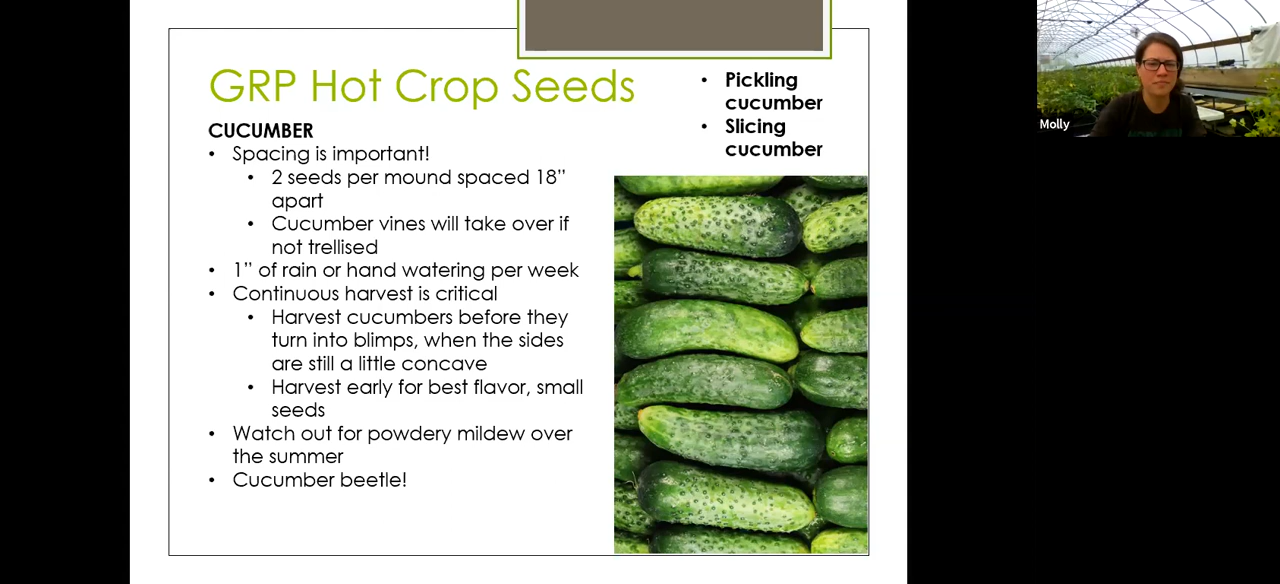 GRP Hot Crop Seeds
• Pickling
cucumber
• Slicing
cucumber
CUCUMBER
• Spacing is important!
• 2 seeds per mound spaced 18”
apart
• Cucumber vines will take over if
not trellised
• 1” of rain or hand watering per week
• Continuous harvest is critical
• Harvest cucumbers before they
turn into blimps, when the sides
are still a little concave
• Harvest early for best flavor, small
seeds
• Watch out for powdery mildew over
the summer
• Cucumber beetle!
Molly